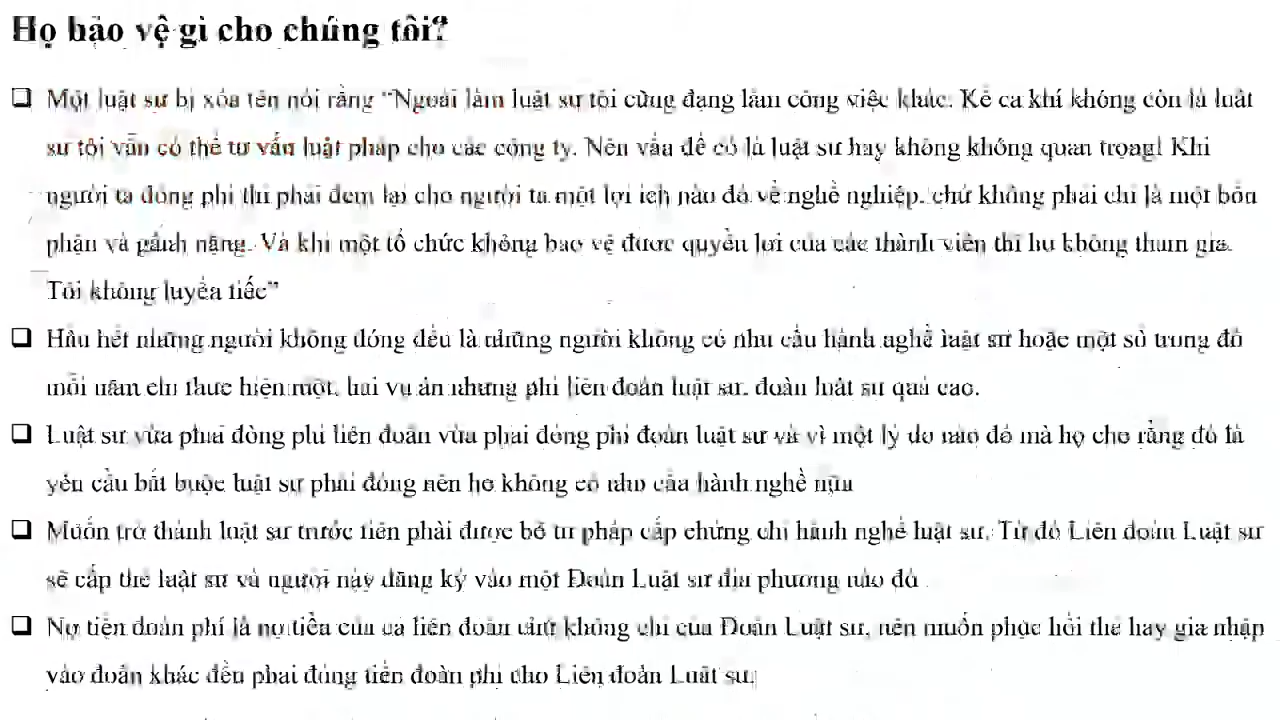 Họ bảo vệ gì cho chúng tôi?
❑ Một luật sư bị xóa tên nói rằng “Ngoài làm luật sư tôi cũng đang làm công việc khác. Kể cả khi không còn là luật
sư tôi vẫn có thể tư vấn luật pháp cho các công ty. Nên vấn đề có là luật sư hay không không quan trọng! Khi
người ta đóng phí thì phải đem lại cho người ta một lợi ích nào đó về nghề nghiệp, chứ không phải chỉ là một bổn
phận và gánh nặng. Và khi một tổ chức không bảo vệ được quyền lợi của các thành viên thì họ không tham gia.
Tôi không luyến tiếc”
❑ Hầu hết những người không đóng đều là những người không có nhu cầu hành nghề luật sư hoặc một số trong đó
mỗi năm chỉ thực hiện một, hai vụ án nhưng phí liên đoàn luật sư, đoàn luật sư quá cao.
❑ Luật sư vừa phải đóng phí liên đoàn vừa phải đóng phí đoàn luật sư và vì một lý do nào đó mà họ cho rằng đó là
yêu cầu bắt buộc luật sư phải đóng nên họ không có nhu cầu hành nghề nữa
❑ Muốn trở thành luật sư trước tiên phải được bộ tư pháp cấp chứng chỉ hành nghề luật sư. Từ đó Liên đoàn Luật sư
sẽ cấp thẻ luật sư và người này đăng ký vào một Đoàn Luật sư địa phương nào đó
❑ Nợ tiền đoàn phí là nợ tiền của cả liên đoàn chứ không chỉ của Đoàn Luật sư, nên muốn phục hồi thẻ hay gia nhập
vào đoàn khác đều phải đóng tiền đoàn phí cho Liên đoàn Luật sư.